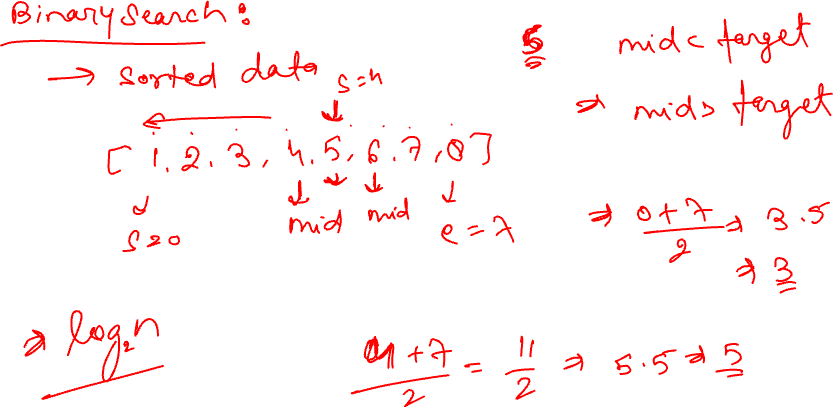 Binary Search :
→ Sorted data
s=4
[ 1, 2, 3, 4, 5, 6, 7, 8 ]
s=0
mid mid
e = 7
⇒ log₂n
5 mid < target
⇒ mid > target
⇒ 0+7/2 ⇒ 3.5
⇒ 3
4+7/2 = 11/2 ⇒ 5.5 ⇒ 5